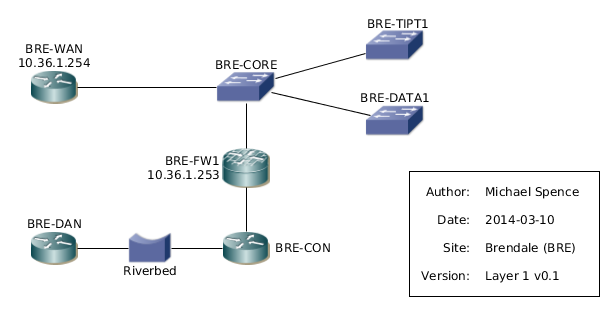 BRE-TIPT1
BRE-WAN
10.36.1.254
BRE-CORE
BRE-DATA1
BRE-FW1
10.36.1.253
BRE-DAN
BRE-CON
Riverbed
Author: Michael Spence
Date: 2014-03-10
Site: Brendale (BRE)
Version: Layer 1 v0.1